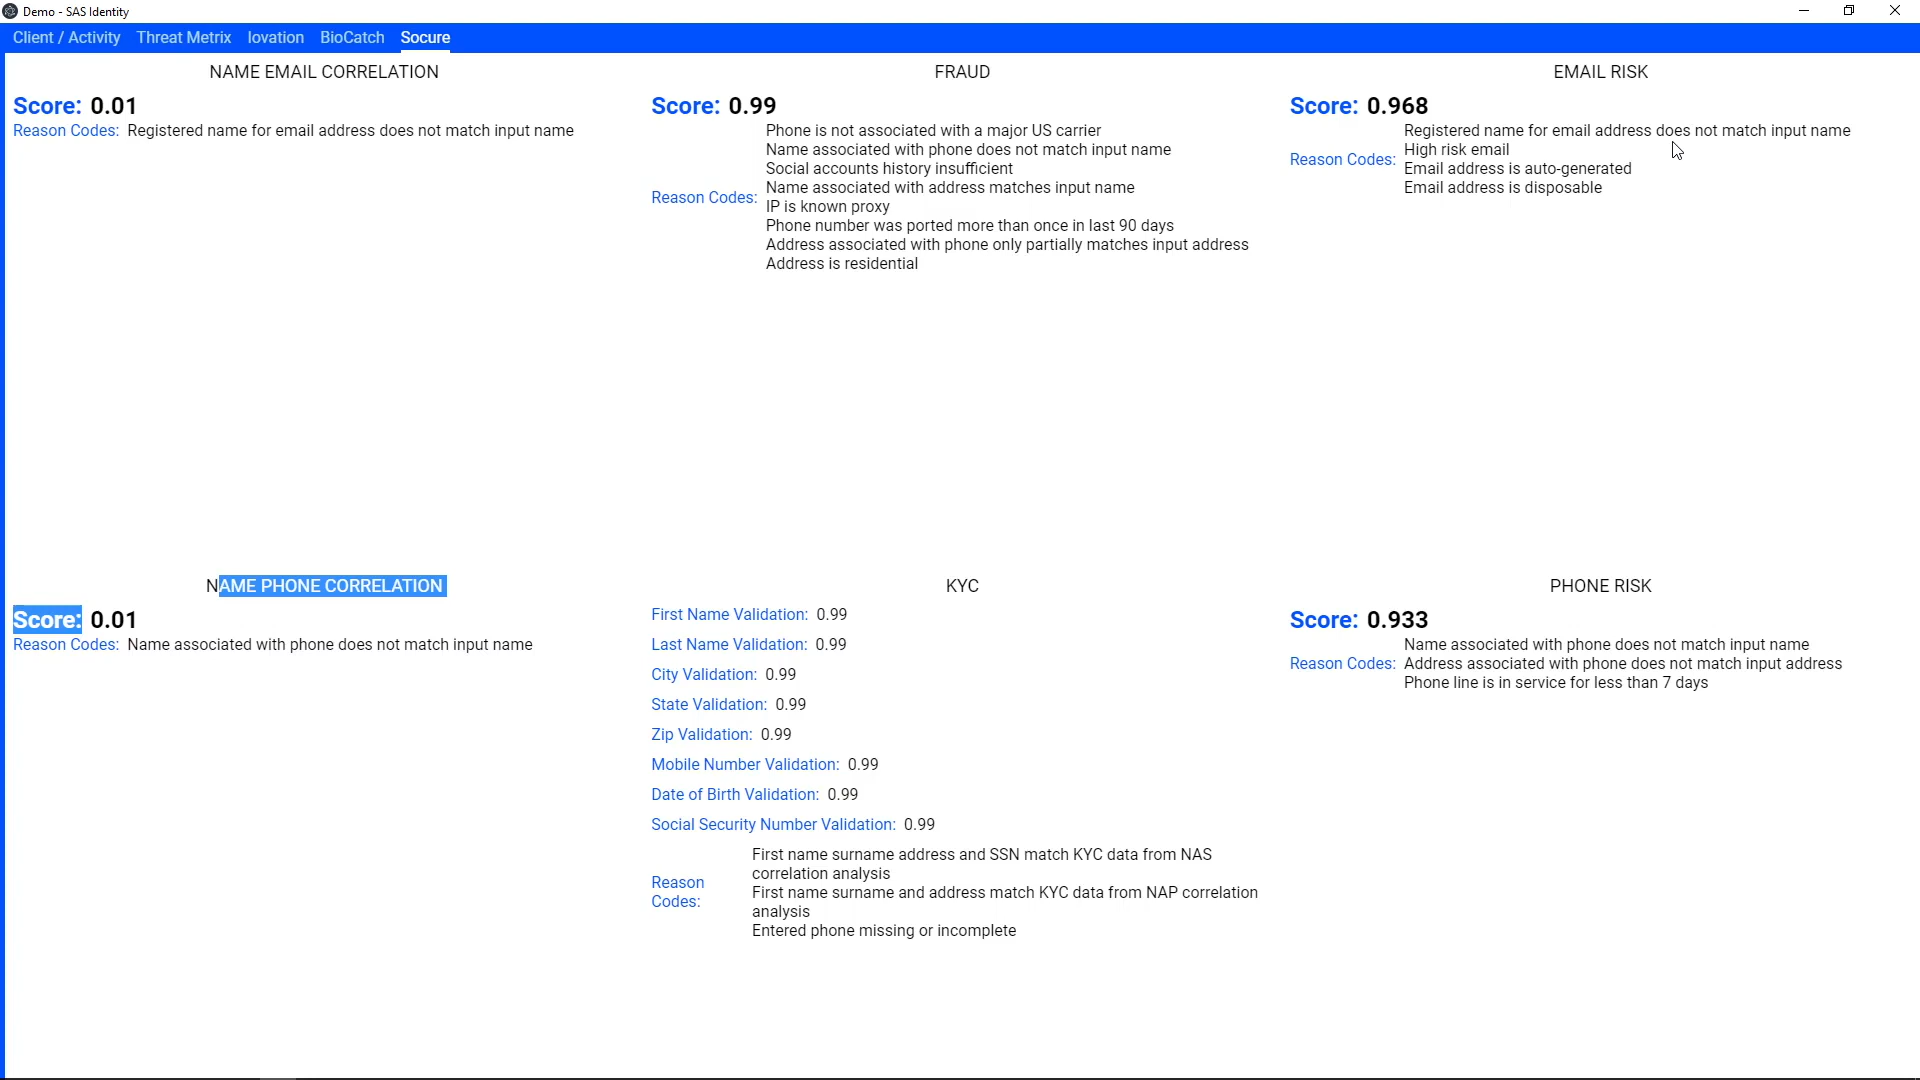 Demo - SAS Identity
Client / Activity Threat Metrix Iovation BioCatch Socure
NAME EMAIL CORRELATION
Score: 0.01
Reason Codes: Registered name for email address does not match input name
FRAUD
Score: 0.99
Reason Codes:
Phone is not associated with a major US carrier
Name associated with phone does not match input name
Social accounts history insufficient
Name associated with address matches input name
IP is known proxy
Phone number was ported more than once in last 90 days
Address associated with phone only partially matches input address
Address is residential
EMAIL RISK
Score: 0.968
Reason Codes:
Registered name for email address does not match input name
High risk email
Email address is auto-generated
Email address is disposable
NAME PHONE CORRELATION
Score: 0.01
Reason Codes: Name associated with phone does not match input name
KYC
First Name Validation: 0.99
Last Name Validation: 0.99
City Validation: 0.99
State Validation: 0.99
Zip Validation: 0.99
Mobile Number Validation: 0.99
Date of Birth Validation: 0.99
Social Security Number Validation: 0.99
Reason
Codes:
First name surname address and SSN match KYC data from NAS
correlation analysis
First name surname and address match KYC data from NAP correlation
analysis
Entered phone missing or incomplete
PHONE RISK
Score: 0.933
Reason Codes:
Name associated with phone does not match input name
Address associated with phone does not match input address
Phone line is in service for less than 7 days